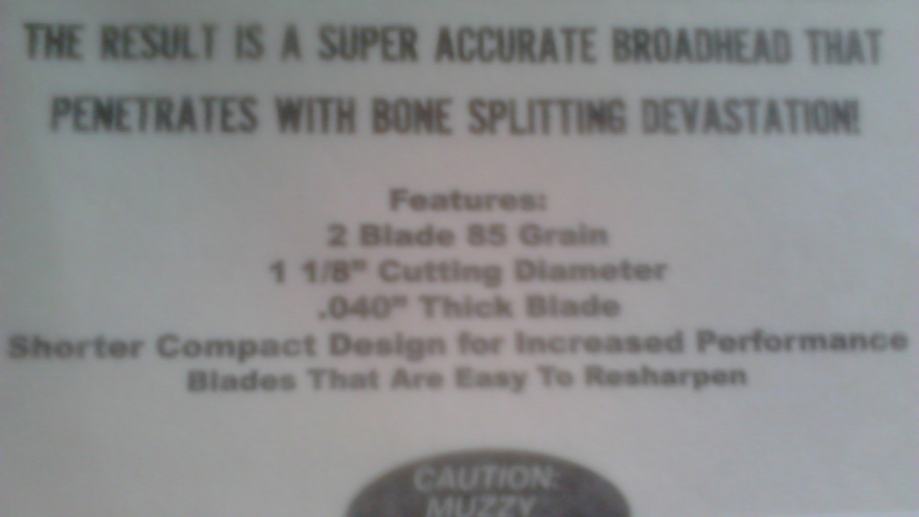 THE RESULT IS A SUPER ACCURATE BROADHEAD THAT
PENETRATES WITH BONE SPLITTING DEVASTATION!
Features:
2 Blade 85 Grain
1 1/8" Cutting Diameter
.040" Thick Blade
Shorter Compact Design for Increased Performance
Blades That Are Easy To Resharpen
CAUTION:
MUZZY